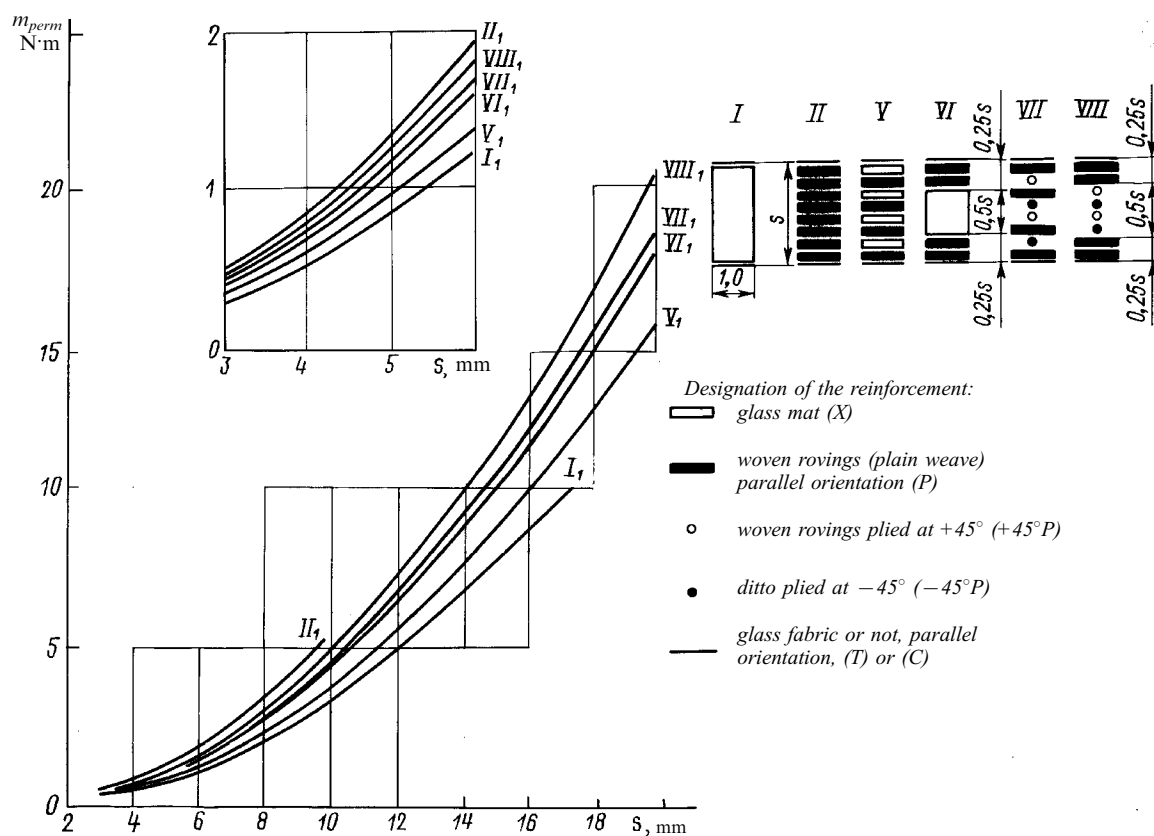 m_perm
N·m
20
15
10
5
0
2
4
6
8
10
12
14
16
18
s, mm
II₁
I₁
VIII₁
VII₁
VI₁
V₁
2
1
0
3
4
5
s, mm
II₁
VIII₁
VII₁
VI₁
V₁
I₁
I II V VI VII VIII
s
1,0
0,25s
0,5s
0,25s
0,25s
0,5s
0,25s
Designation of the reinforcement:
glass mat (X)
woven rovings (plain weave)
parallel orientation (P)
woven rovings plied at +45° (+45°P)
ditto plied at −45° (−45°P)
glass fabric or not, parallel
orientation, (T) or (C)